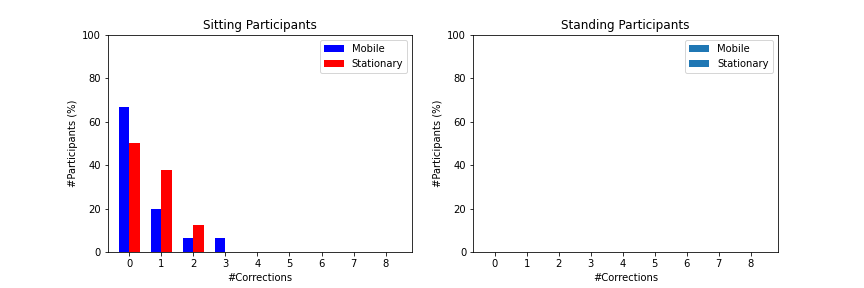 Sitting Participants
100
80
60
40
20
0
#Participants (%)
Mobile
Stationary
0 1 2 3 4 5 6 7 8
#Corrections
Standing Participants
100
80
60
40
20
0
#Participants (%)
Mobile
Stationary
0 1 2 3 4 5 6 7 8
#Corrections